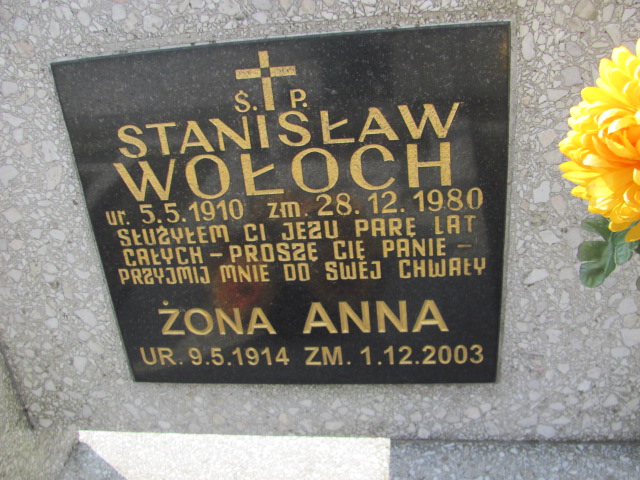 Ś. P.
STANISŁAW
WOŁOCH
ur. 5.5.1910 zm. 28.12.1980
SŁUŻYŁEM CI JEZU PARĘ LAT
CAŁYCH – PROSZĘ CIĘ PANIE –
PRZYJMIJ MNIE DO SWEJ CHWAŁY
ŻONA ANNA
UR. 9.5.1914 ZM. 1.12.2003